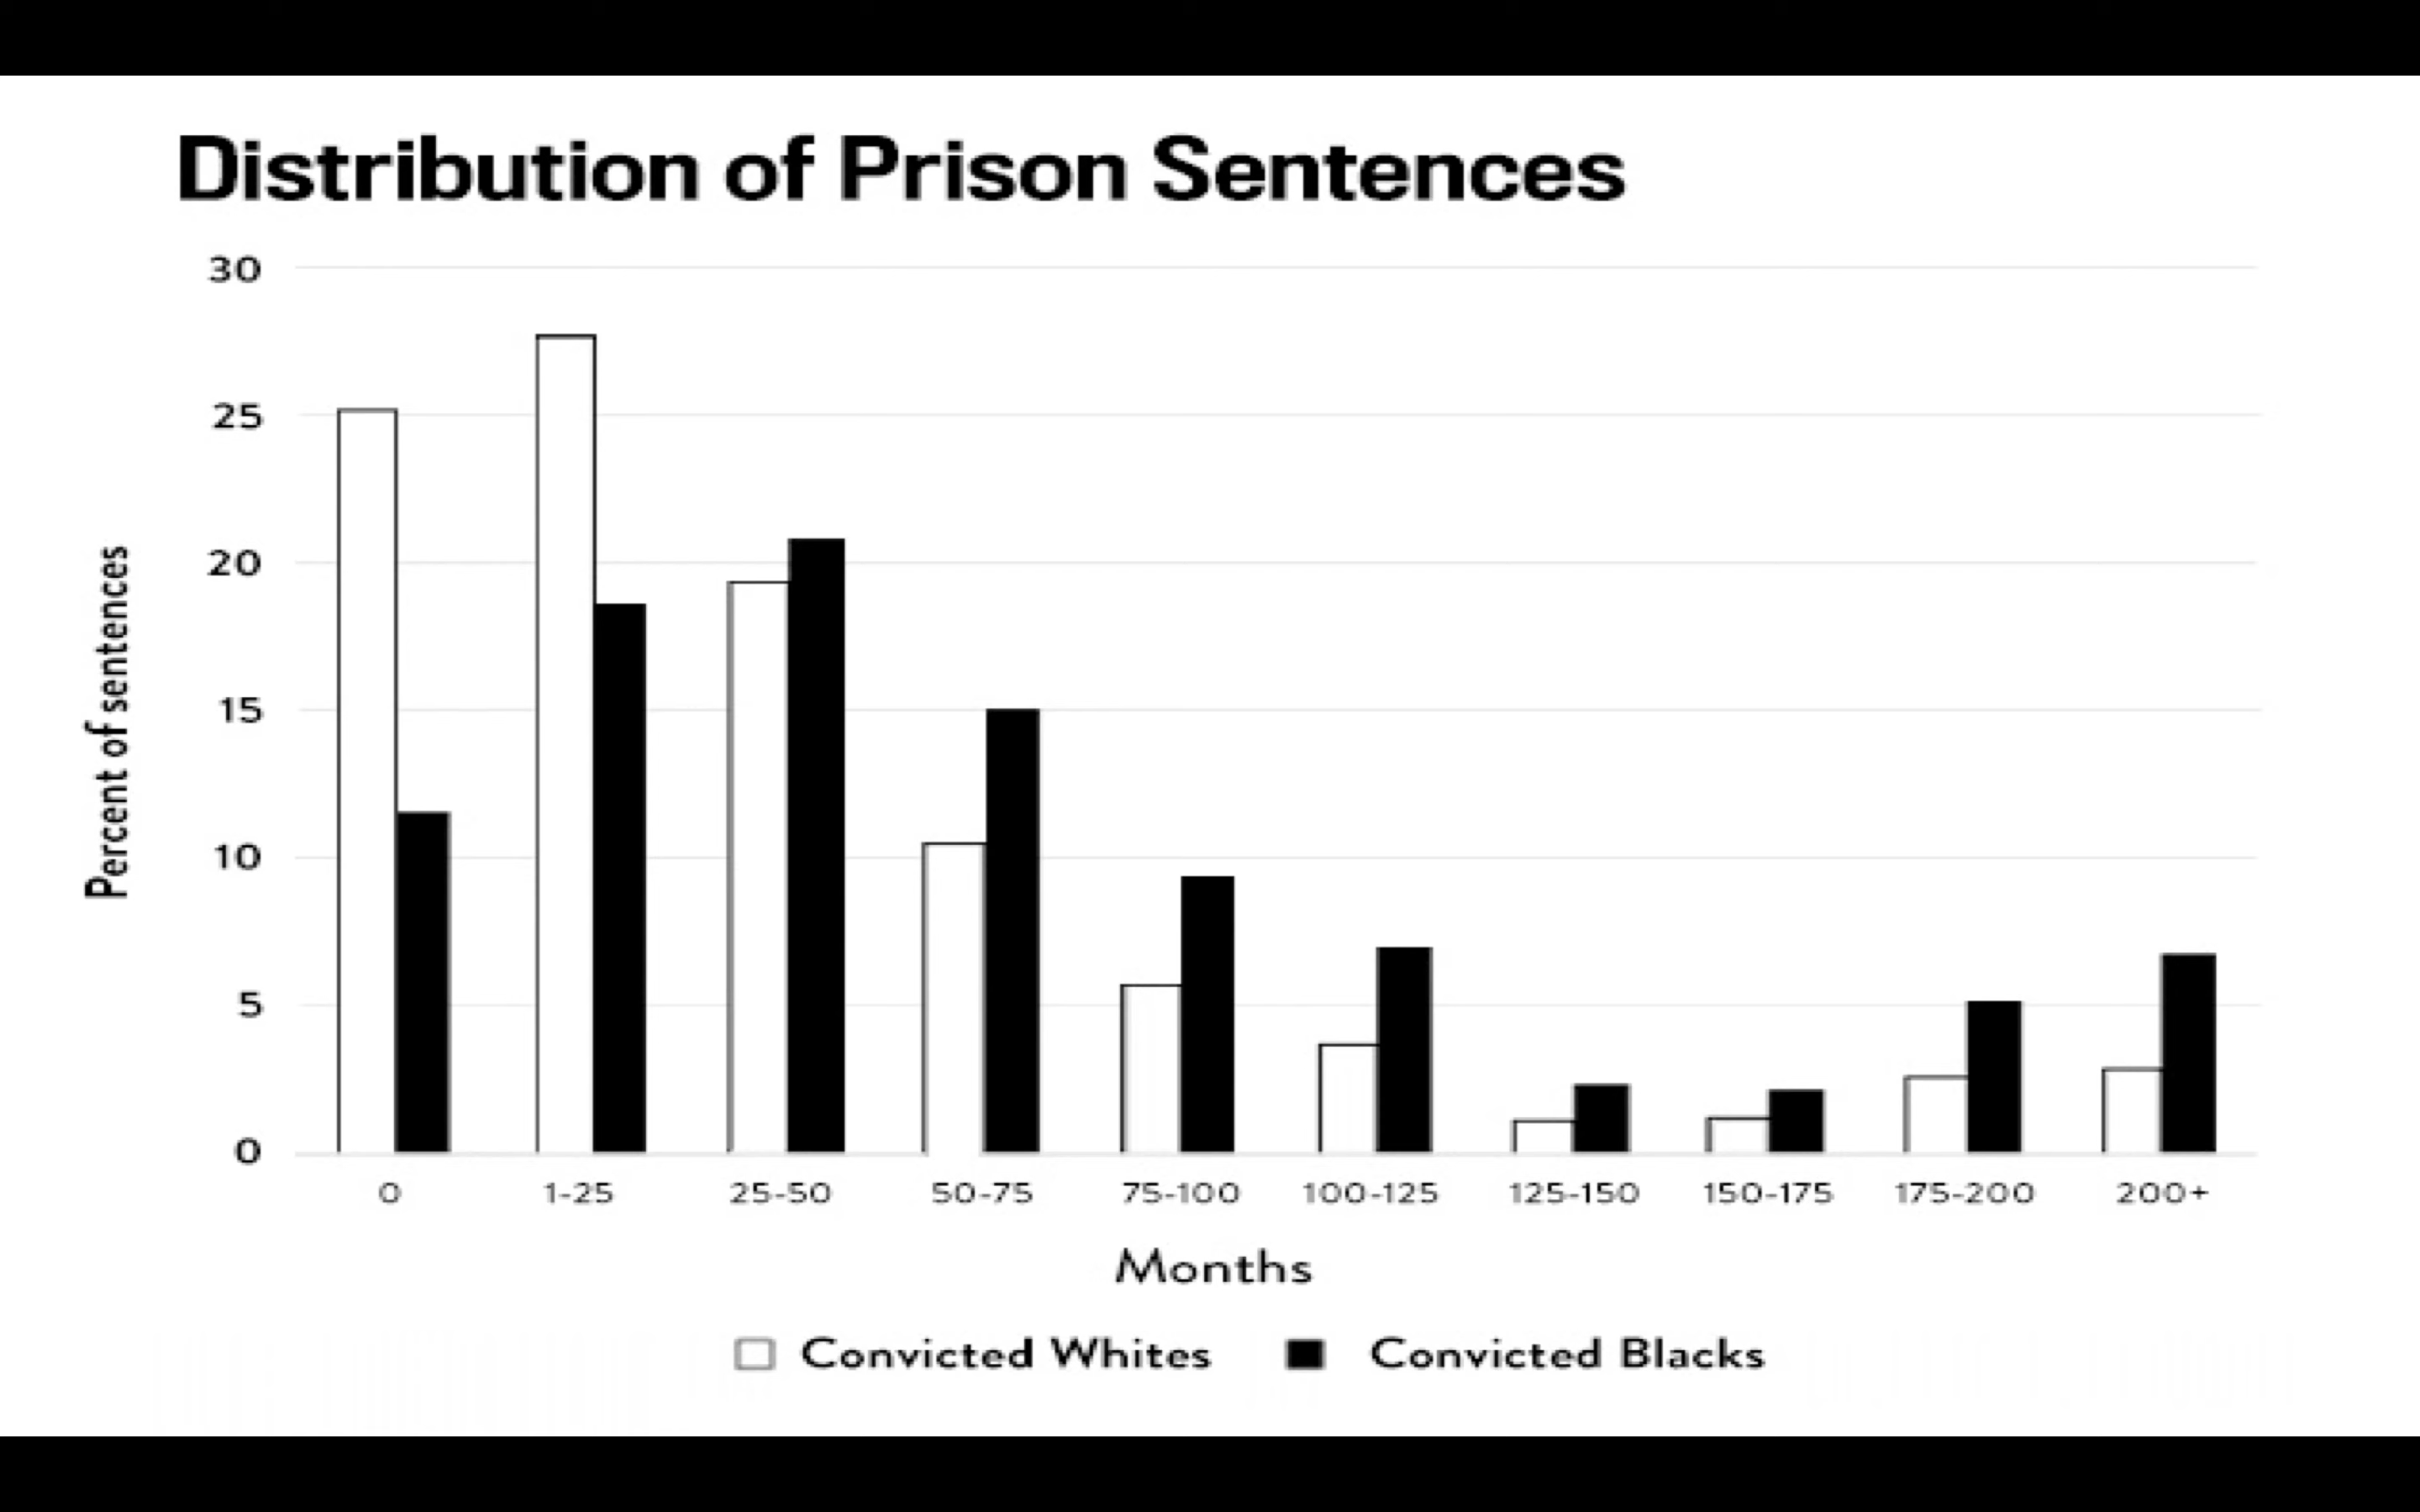 Distribution of Prison Sentences
30
25
20
15
10
5
0
Percent of sentences
0 1-25 25-50 50-75 75-100 100-125 125-150 150-175 175-200 200+
Months
Convicted Whites Convicted Blacks